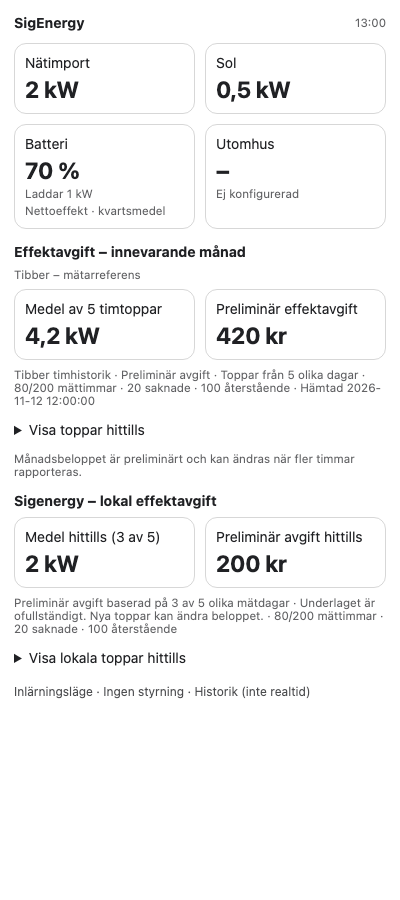 SigEnergy
13:00
Nätimport
2 kW
Sol
0,5 kW
Batteri
70 %
Laddar 1 kW
Nettoeffekt · kvartsmedel
Utomhus
–
Ej konfigurerad
Effektavgift – innevarande månad
Tibber – mätarreferens
Medel av 5 timtoppar
4,2 kW
Preliminär effektavgift
420 kr
Tibber timhistorik · Preliminär avgift · Toppar från 5 olika dagar ·
80/200 mättimmar · 20 saknade · 100 återstående · Hämtad 2026-
11-12 12:00:00
▶ Visa toppar hittills
Månadsbeloppet är preliminärt och kan ändras när fler timmar
rapporteras.
Sigenergy – lokal effektavgift
Medel hittills (3 av 5)
2 kW
Preliminär avgift hittills
200 kr
Preliminär avgift baserad på 3 av 5 olika mätdagar · Underlaget är
ofullständigt. Nya toppar kan ändra beloppet. · 80/200 mättimmar ·
20 saknade · 100 återstående
▶ Visa lokala toppar hittills
Inlärningsläge · Ingen styrning · Historik (inte realtid)